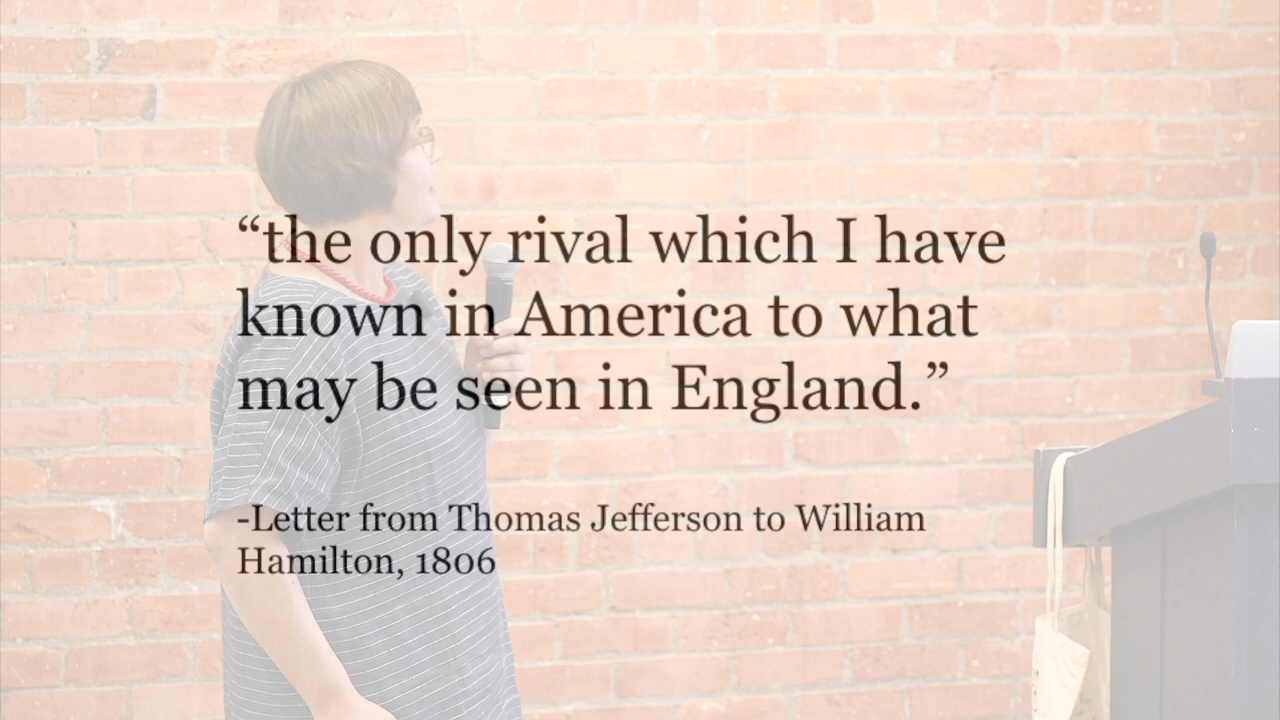 “the only rival which I have
known in America to what
may be seen in England.”
-Letter from Thomas Jefferson to William
Hamilton, 1806